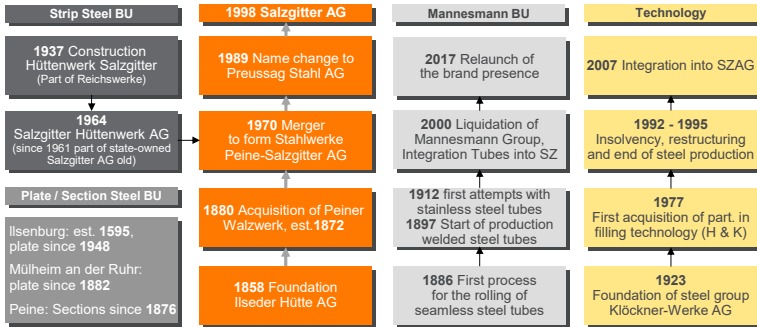 Strip Steel BU
1937 Construction
Hüttenwerk Salzgitter
(Part of Reichswerke)
1964
Salzgitter Hüttenwerk AG
(since 1961 part of state-owned
Salzgitter AG old)
Plate / Section Steel BU
Ilsenburg: est. 1595,
plate since
1948
Mülheim an der Ruhr:
plate since 1882
Peine: Sections since 1876
1998 Salzgitter AG
1989 Name change to
Preussag Stahl AG
1970 Merger
to form Stahlwerke
Peine-Salzgitter AG
1880 Acquisition of Peiner
Walzwerk, est.1872
1858 Foundation
Ilseder Hütte AG
Mannesmann BU
2017 Relaunch of
the brand presence
2000 Liquidation of
Mannesmann Group,
Integration Tubes into SZ
1912 first attempts with
stainless steel tubes
1897 Start of production
welded steel tubes
1886 First process
for the rolling of
seamless steel tubes
Technology
2007 Integration into SZAG
1992 - 1995
Insolvency, restructuring
and end of steel production
1977
First acquisition of part. in
filling technology (H & K)
1923
Foundation of steel group
Klöckner-Werke AG